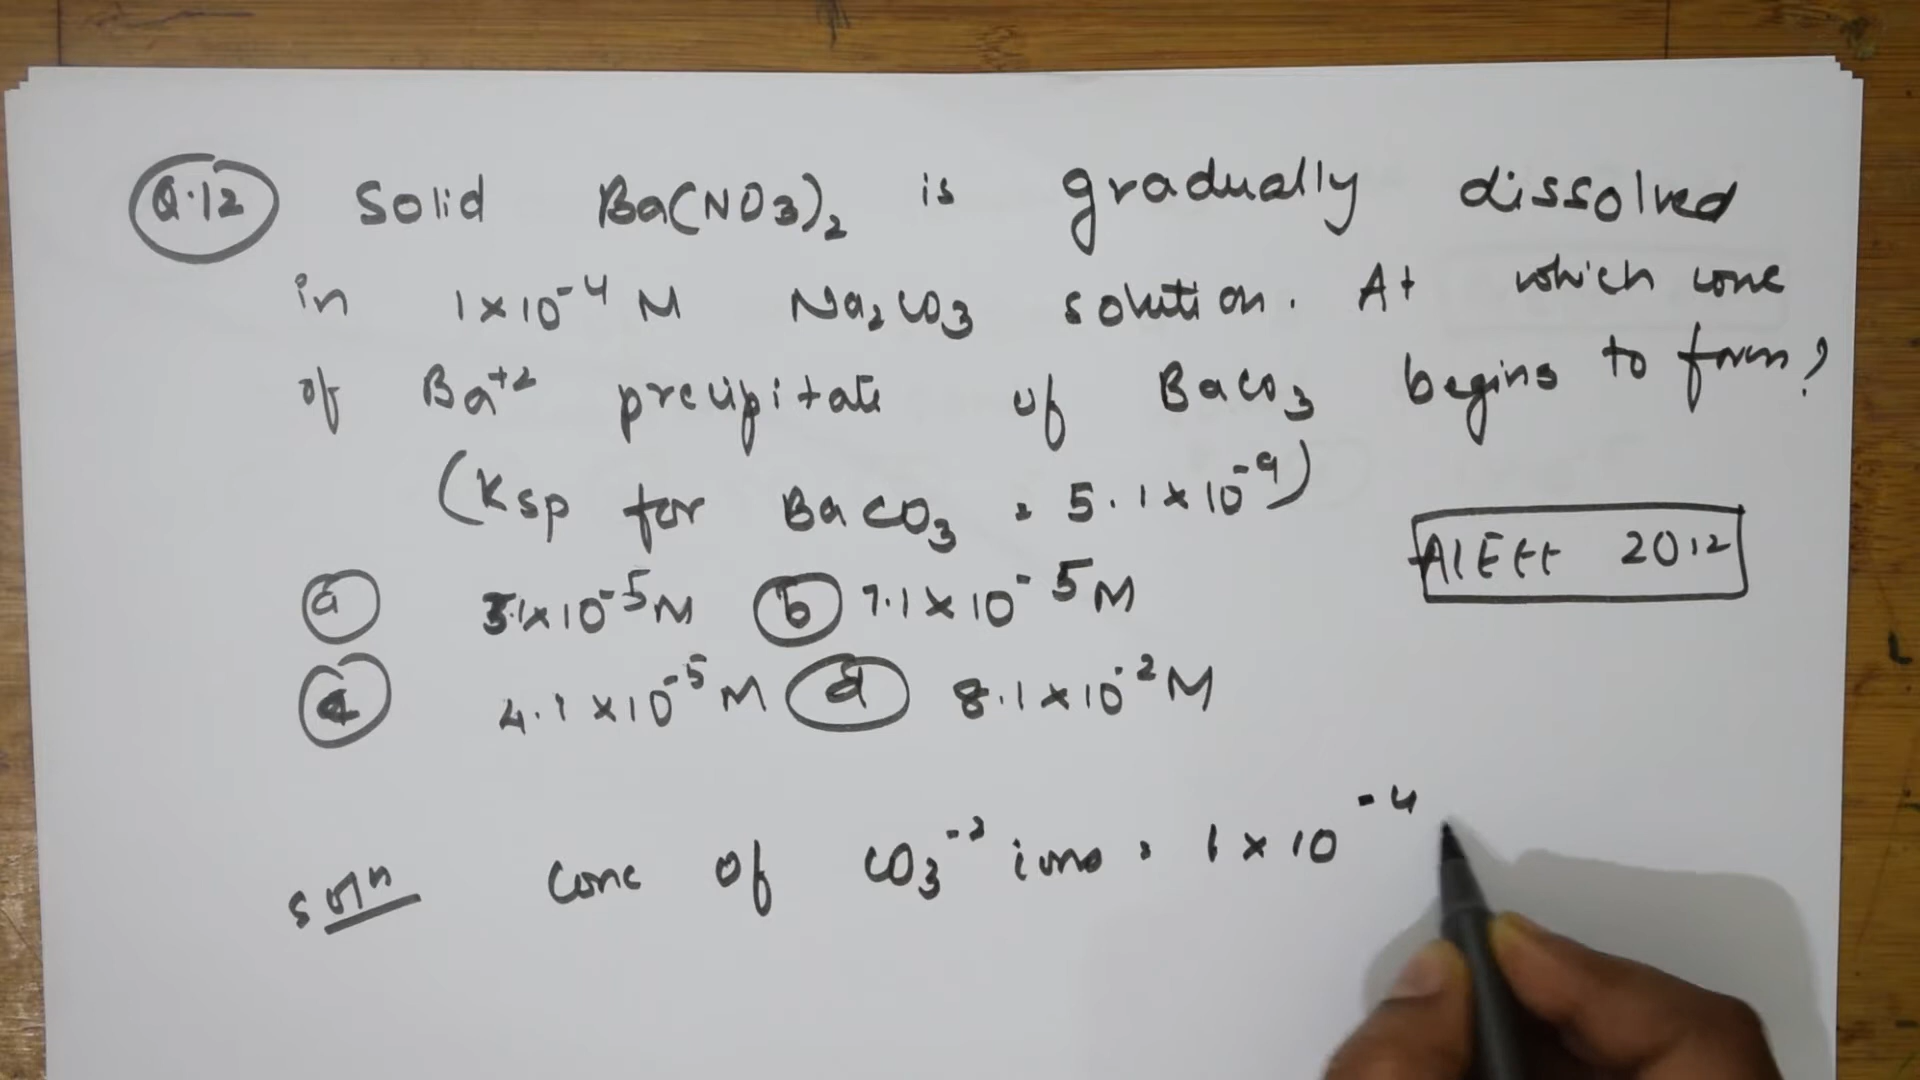 Q.12 Solid Ba(NO3)₂ is gradually dissolved
in 1×10⁻⁴ M Na₂CO₃ solution. At which conc
of Ba⁺² precipitate of BaCO₃ begins to form?
(Ksp for BaCO₃ = 5.1×10⁻⁹)
AIEEE 2012
a 5.1×10⁻⁵M b 7.1×10⁻⁵M
c 4.1×10⁻⁵M d 8.1×10⁻²M
soln conc of CO₃⁻² ions = 1×10⁻⁴